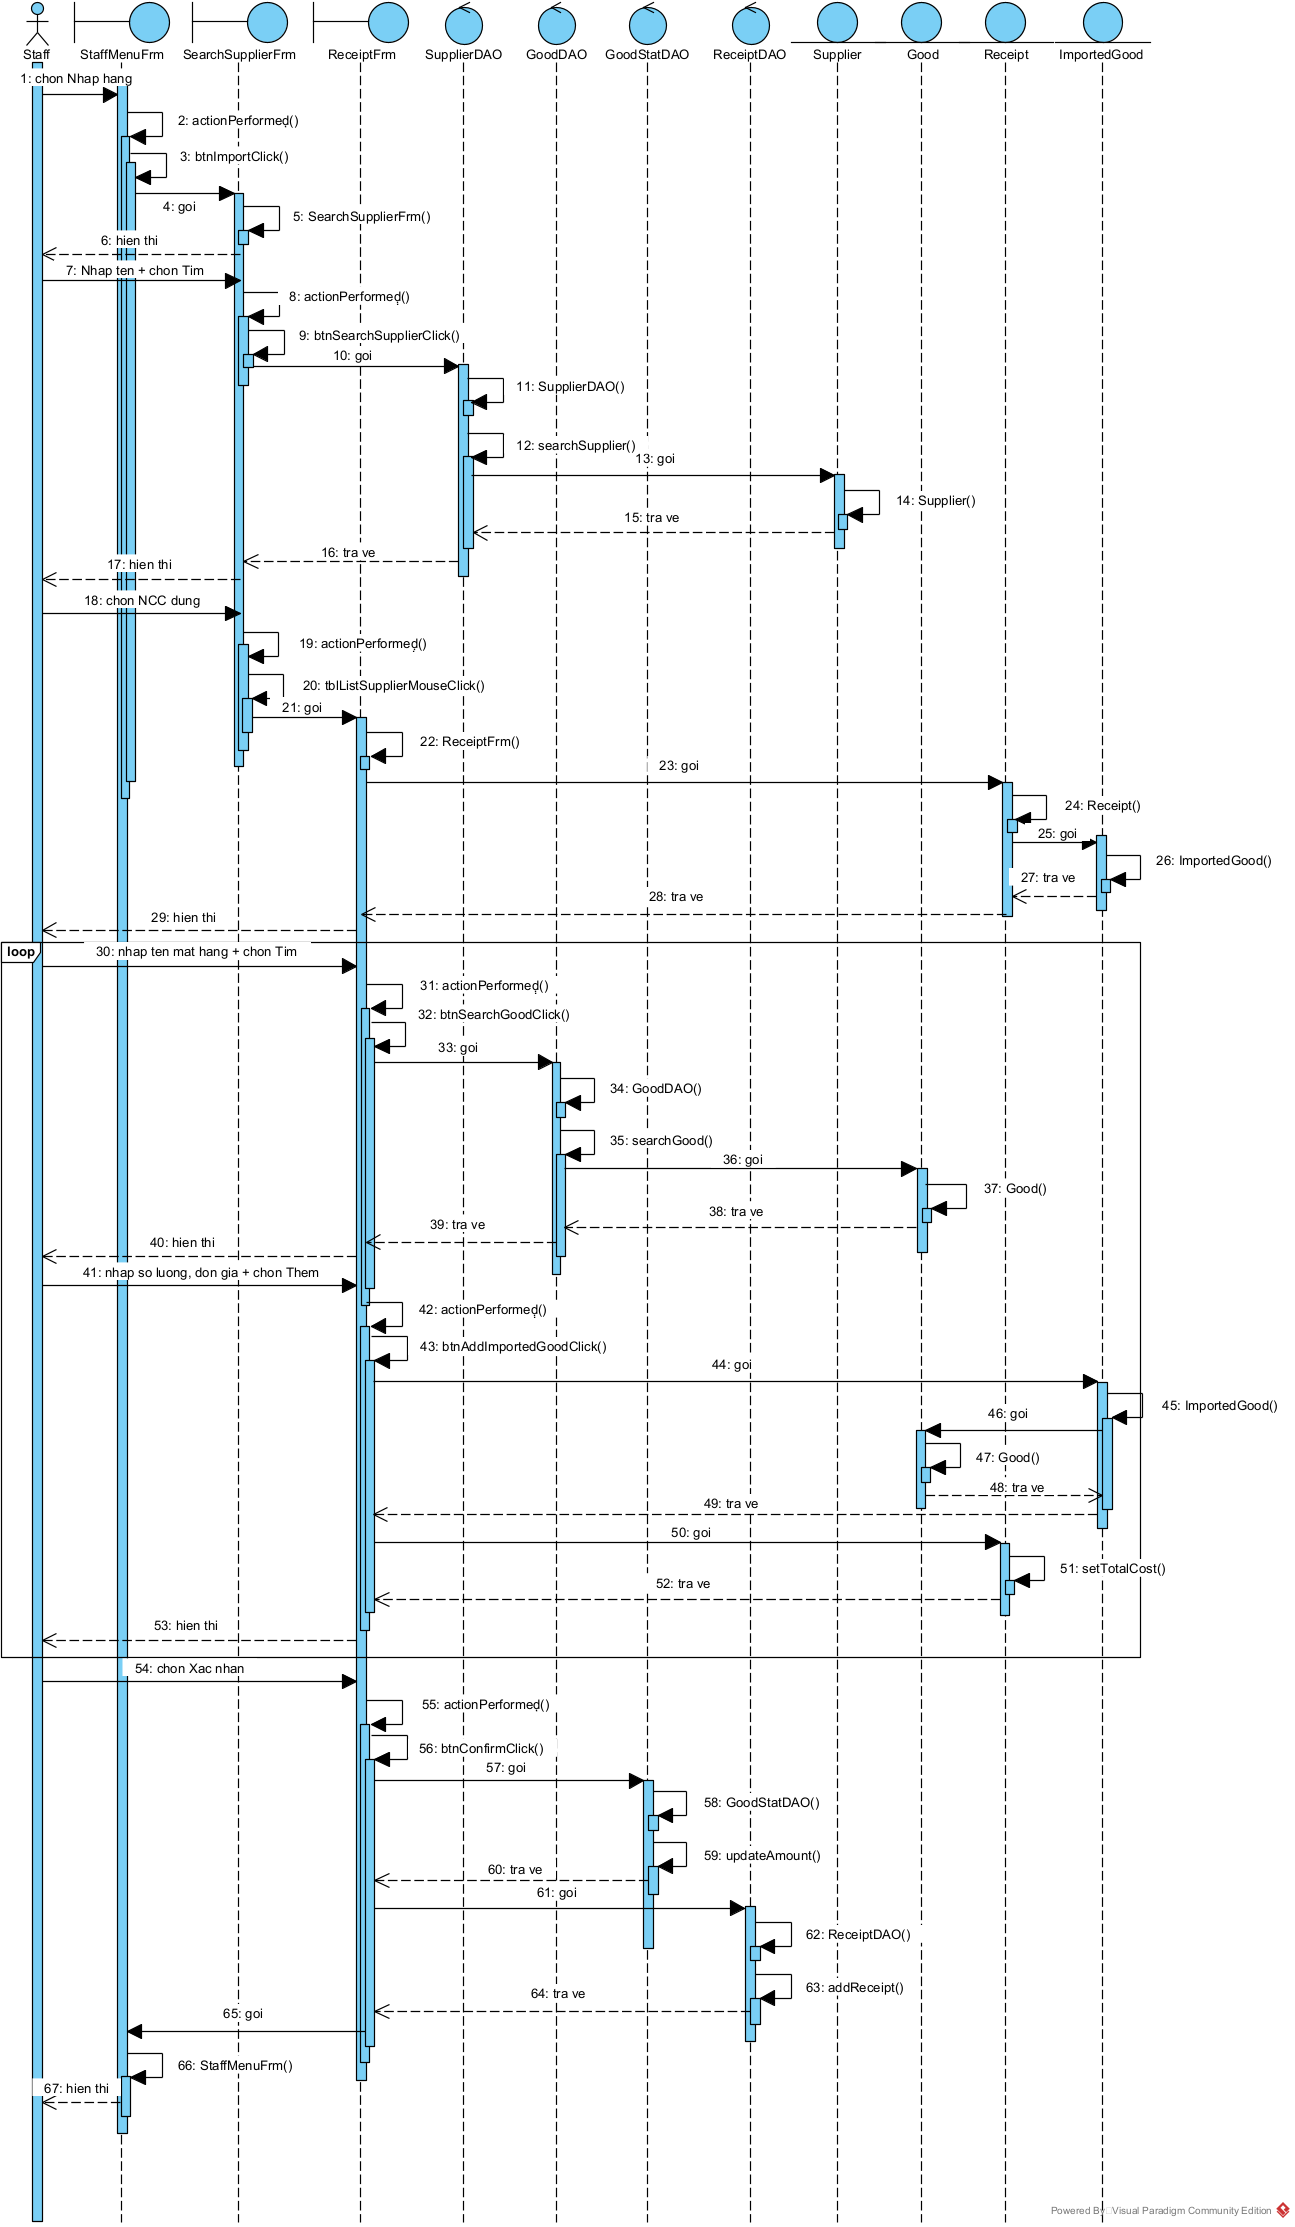 Staff
StaffMenuFrm
SearchSupplierFrm
ReceiptFrm
SupplierDAO
GoodDAO
GoodStatDAO
ReceiptDAO
Supplier
Good
Receipt
ImportedGood
1: chon Nhap hang
2: actionPerformed()
3: btnImportClick()
4: goi
5: SearchSupplierFrm()
6: hien thi
7: Nhap ten + chon Tim
8: actionPerformed()
9: btnSearchSupplierClick()
10: goi
11: SupplierDAO()
12: searchSupplier()
13: goi
14: Supplier()
15: tra ve
16: tra ve
17: hien thi
18: chon NCC dung
19: actionPerformed()
20: tblListSupplierMouseClick()
21: goi
22: ReceiptFrm()
23: goi
24: Receipt()
25: goi
26: ImportedGood()
27: tra ve
28: tra ve
29: hien thi
loop
30: nhap ten mat hang + chon Tim
31: actionPerformed()
32: btnSearchGoodClick()
33: goi
34: GoodDAO()
35: searchGood()
36: goi
37: Good()
38: tra ve
39: tra ve
40: hien thi
41: nhap so luong, don gia + chon Them
42: actionPerformed()
43: btnAddImportedGoodClick()
44: goi
45: ImportedGood()
46: goi
47: Good()
48: tra ve
49: tra ve
50: goi
51: setTotalCost()
52: tra ve
53: hien thi
54: chon Xac nhan
55: actionPerformed()
56: btnConfirmClick()
57: goi
58: GoodStatDAO()
59: updateAmount()
60: tra ve
61: goi
62: ReceiptDAO()
63: addReceipt()
64: tra ve
65: goi
66: StaffMenuFrm()
67: hien thi
Powered By Visual Paradigm Community Edition